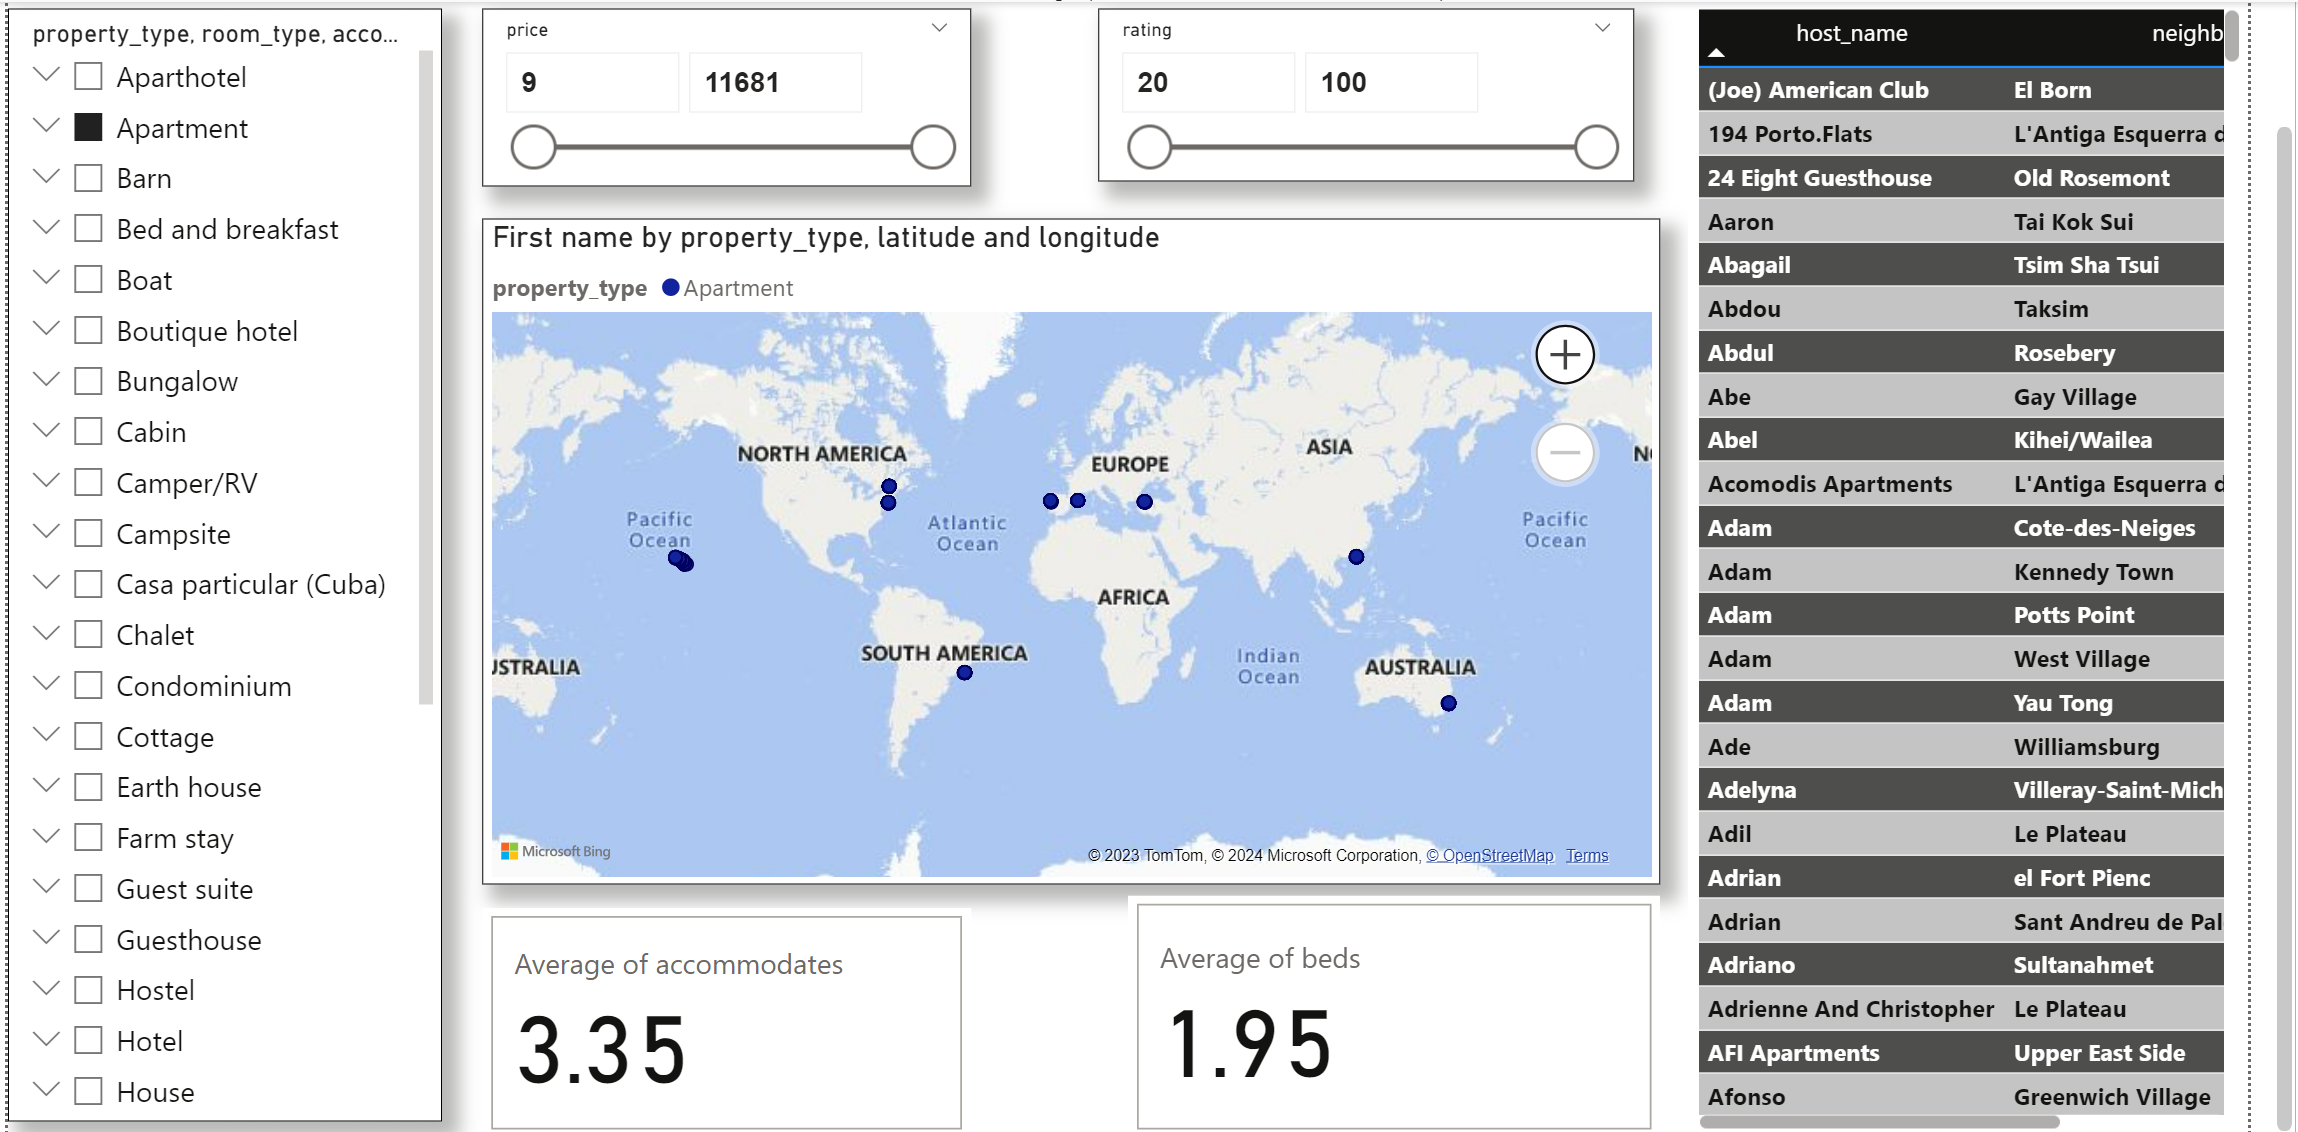 property_type, room_type, acco...
Aparthotel
Apartment
Barn
Bed and breakfast
Boat
Boutique hotel
Bungalow
Cabin
Camper/RV
Campsite
Casa particular (Cuba)
Chalet
Condominium
Cottage
Earth house
Farm stay
Guest suite
Guesthouse
Hostel
Hotel
House
price
9 11681
rating
20 100
First name by property_type, latitude and longitude
property_type Apartment
NORTH AMERICA
EUROPE
ASIA
Pacific
Ocean
Atlantic
Ocean
Pacific
Ocean
AFRICA
SOUTH AMERICA
Indian
Ocean
AUSTRALIA
Microsoft Bing
© 2023 TomTom, © 2024 Microsoft Corporation, © OpenStreetMap Terms
Average of accommodates
3.35
Average of beds
1.95
host_name neighb
(Joe) American Club El Born
194 Porto.Flats L'Antiga Esquerra d
24 Eight Guesthouse Old Rosemont
Aaron Tai Kok Sui
Abagail Tsim Sha Tsui
Abdou Taksim
Abdul Rosebery
Abe Gay Village
Abel Kihei/Wailea
Acomodis Apartments L'Antiga Esquerra d
Adam Cote-des-Neiges
Adam Kennedy Town
Adam Potts Point
Adam West Village
Adam Yau Tong
Ade Williamsburg
Adelyna Villeray-Saint-Mich
Adil Le Plateau
Adrian el Fort Pienc
Adrian Sant Andreu de Pal
Adriano Sultanahmet
Adrienne And Christopher Le Plateau
AFI Apartments Upper East Side
Afonso Greenwich Village